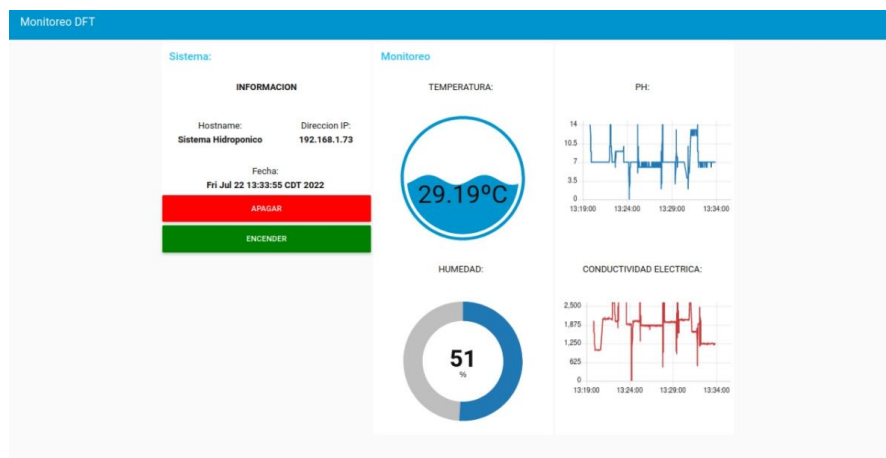 Monitoreo DFT
Sistema:
INFORMACION
Hostname:
Sistema Hidroponico
Direccion IP:
192.168.1.73
Fecha:
Fri Jul 22 13:33:55 CDT 2022
APAGAR
ENCENDER
Monitoreo
TEMPERATURA:
29.19ºC
HUMEDAD:
51
%
PH:
14
10.5
7
3.5
0
13:19:00 13:24:00 13:29:00 13:34:00
CONDUCTIVIDAD ELECTRICA:
2,500
1,875
1,250
625
0
13:19:00 13:24:00 13:29:00 13:34:00